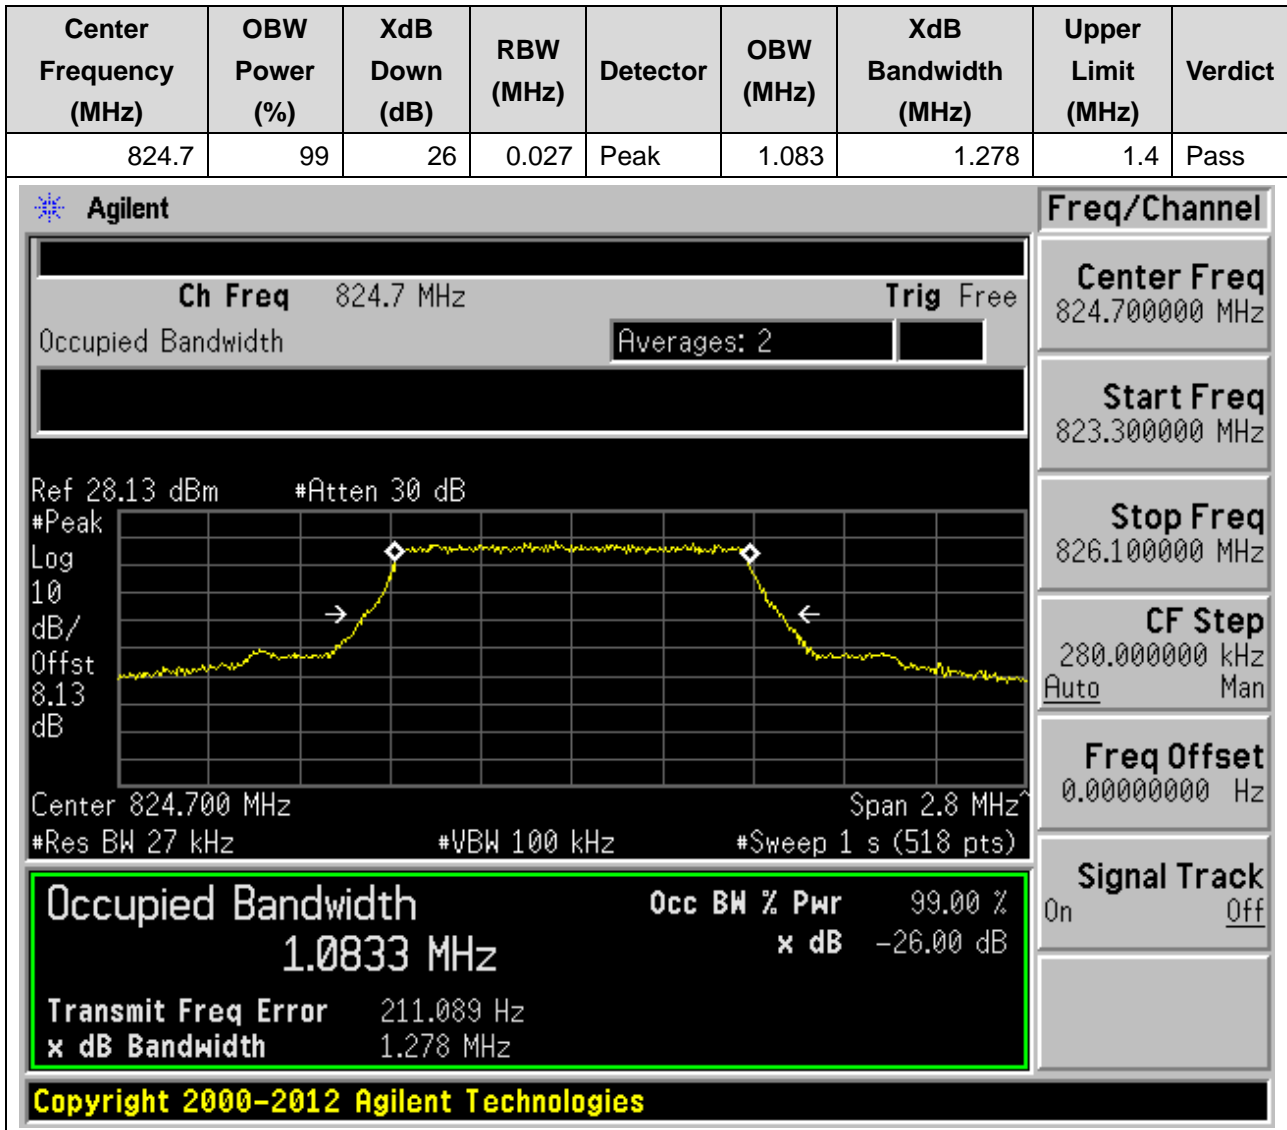 Center Frequency (MHz) OBW Power (%) XdB Down (dB) RBW (MHz) Detector OBW (MHz) XdB Bandwidth (MHz) Upper Limit (MHz) Verdict
824.7 99 26 0.027 Peak 1.083 1.278 1.4 Pass
Agilent
Ch Freq 824.7 MHz Trig Free
Occupied Bandwidth Averages: 2
Ref 28.13 dBm #Atten 30 dB
#Peak
Log
10
dB/
Offst
8.13
dB
Center 824.700 MHz Span 2.8 MHz^
#Res BW 27 kHz #VBW 100 kHz #Sweep 1 s (518 pts)
Occupied Bandwidth Occ BW % Pwr 99.00 %
1.0833 MHz x dB -26.00 dB
Transmit Freq Error 211.089 Hz
x dB Bandwidth 1.278 MHz
Copyright 2000-2012 Agilent Technologies
Freq/Channel
Center Freq
824.700000 MHz
Start Freq
823.300000 MHz
Stop Freq
826.100000 MHz
CF Step
280.000000 kHz
Auto Man
Freq Offset
0.00000000 Hz
Signal Track
On Off